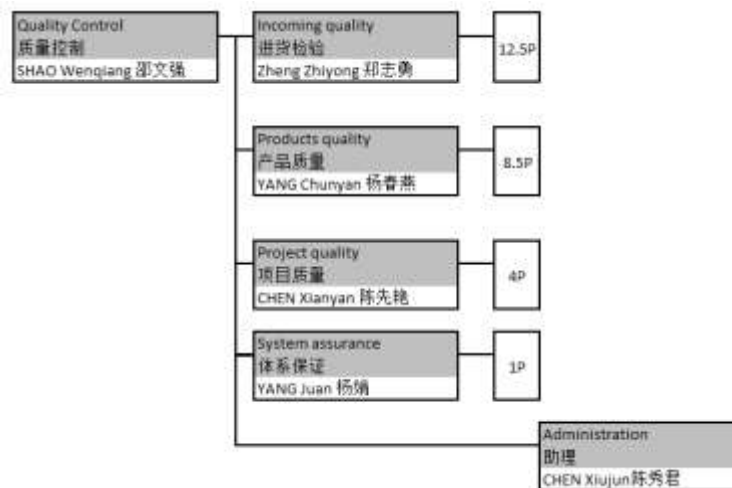 Quality Control
质量控制
SHAO Wenqiang 邵文强
Incoming quality
进货检验
Zheng Zhiyong 郑志勇
12.5P
Products quality
产品质量
YANG Chunyan 杨春燕
8.5P
Project quality
项目质量
CHEN Xianyan 陈先艳
4P
System assurance
体系保证
YANG Juan 杨娟
1P
Administration
助理
CHEN Xiujun陈秀君